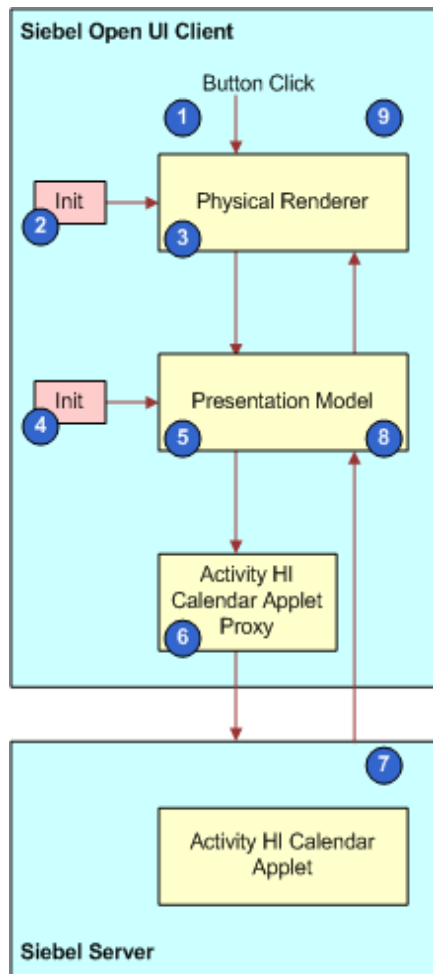 Siebel Open UI Client
Button Click
1
9
Init
Physical Renderer
2
3
Init
Presentation Model
4
5
8
Activity HI
Calendar Applet
Proxy
6
7
Activity HI Calendar
Applet
Siebel Server